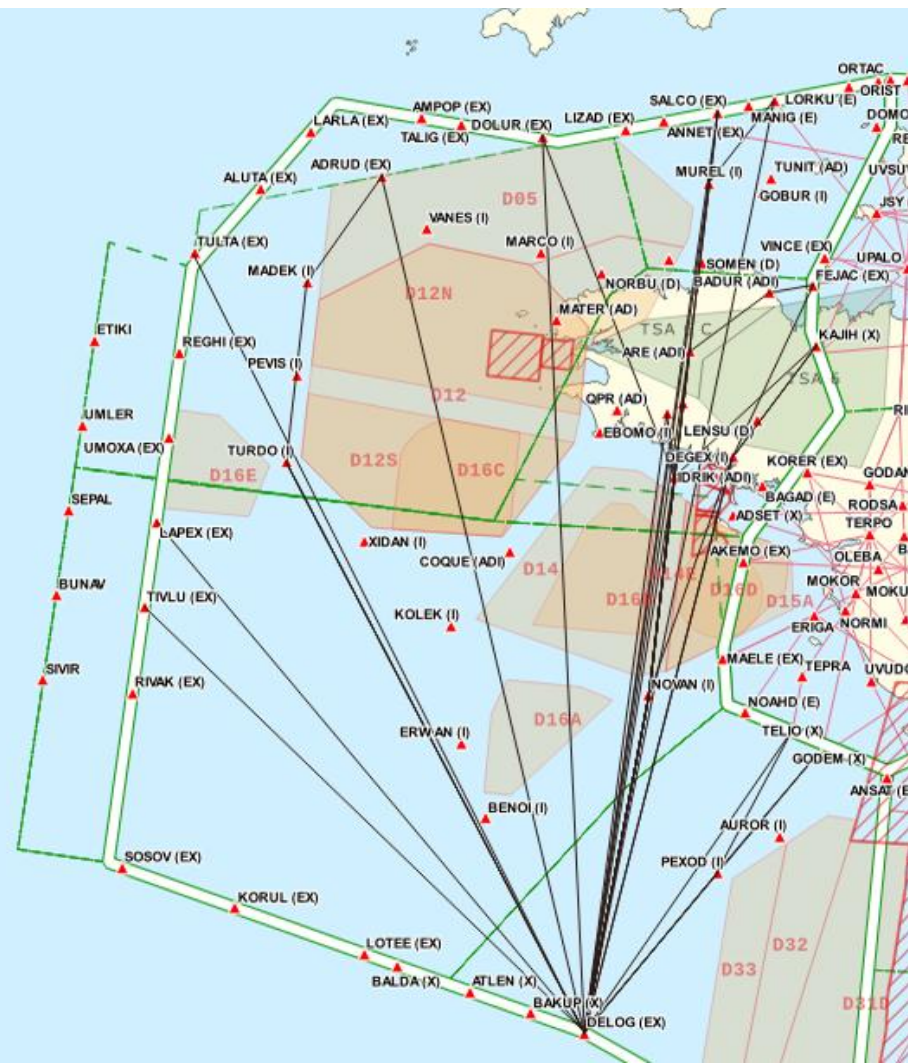 ORTAC
AMPOP (EX)
SALCO (EX)
LORKU (E)
ORIST
LARLA (EX)
LIZAD (EX)
MANIG (E)
DOLUR (EX)
DOMO
TALIG (EX)
ANNET (EX)
RE
ADRUD (EX)
MUREL (I)
TUNIT (AD)
UVSUV
ALUTA (EX)
GOBUR (I)
D05
JSY
VANES (I)
TULTA (EX)
MARCO (I)
VINCE (EX)
UPALO
SOMEN (D)
MADEK (I)
NORBU (D)
BADUR (ADI)
FEJAC (EX)
D12N
MATER (AD)
ETIKI
TSA
C
KAJIH (X)
REGHI (EX)
ARE (ADI)
PEVIS (I)
TSA 6
D12
QPR (AD)
UMLER
EBOMO (I)
LENSU (D)
UMOXA (EX)
TURDO (I)
D12S
D16C
DEGEX (I)
D16E
IDRIK (ADI)
KORER (EX)
GODAN
SEPAL
BAGAD (E)
RODSA
LAPEX (EX)
ADSET (X)
TERPO
XIDAN (I)
AKEMO (EX)
COQUE (ADI)
D14
D16D
OLEBA
BUNAV
MOKOR
MOKU
TIVLU (EX)
D15A
KOLEK (I)
ERIGA
NORMI
MAELE (EX)
SIVIR
TEPRA
UVUDO
RIVAK (EX)
NOVAN (I)
NOAHD (E)
D16A
ERWAN (I)
TELIO (X)
GODEM (X)
ANSAT (E
BENOI (I)
AUROR (I)
SOSOV (EX)
PEXOD (I)
KORUL (EX)
LOTEE (EX)
D32
D33
BALDA (X)
ATLEN (X)
BAKUP (X)
D31D
DELOG (EX)